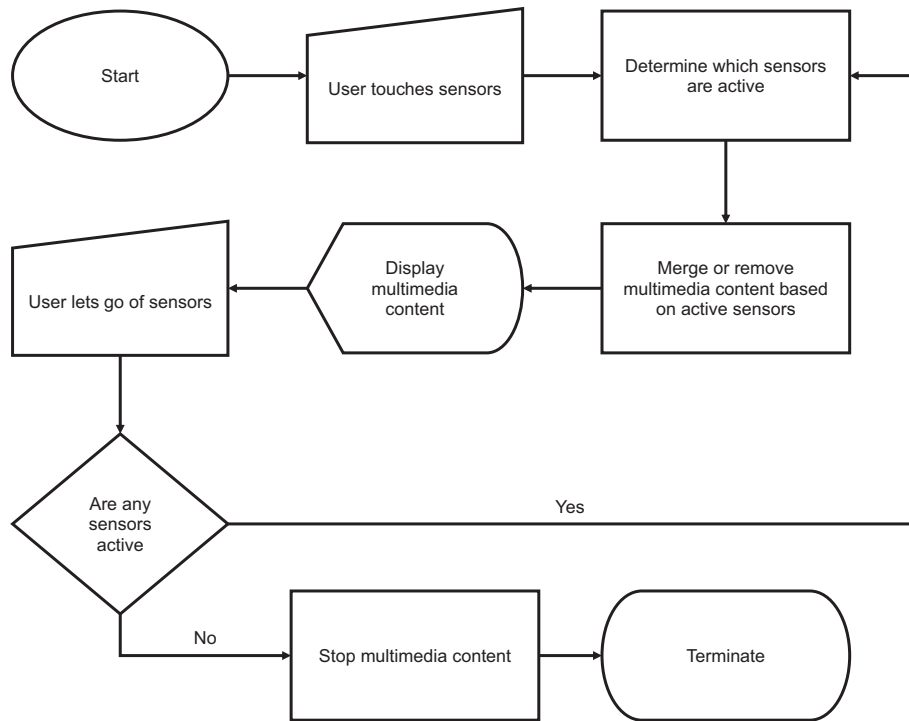 Start
User touches sensors
Determine which sensors
are active
Merge or remove
multimedia content based
on active sensors
Display
multimedia
content
User lets go of sensors
Are any
sensors
active
Yes
No
Stop multimedia content
Terminate